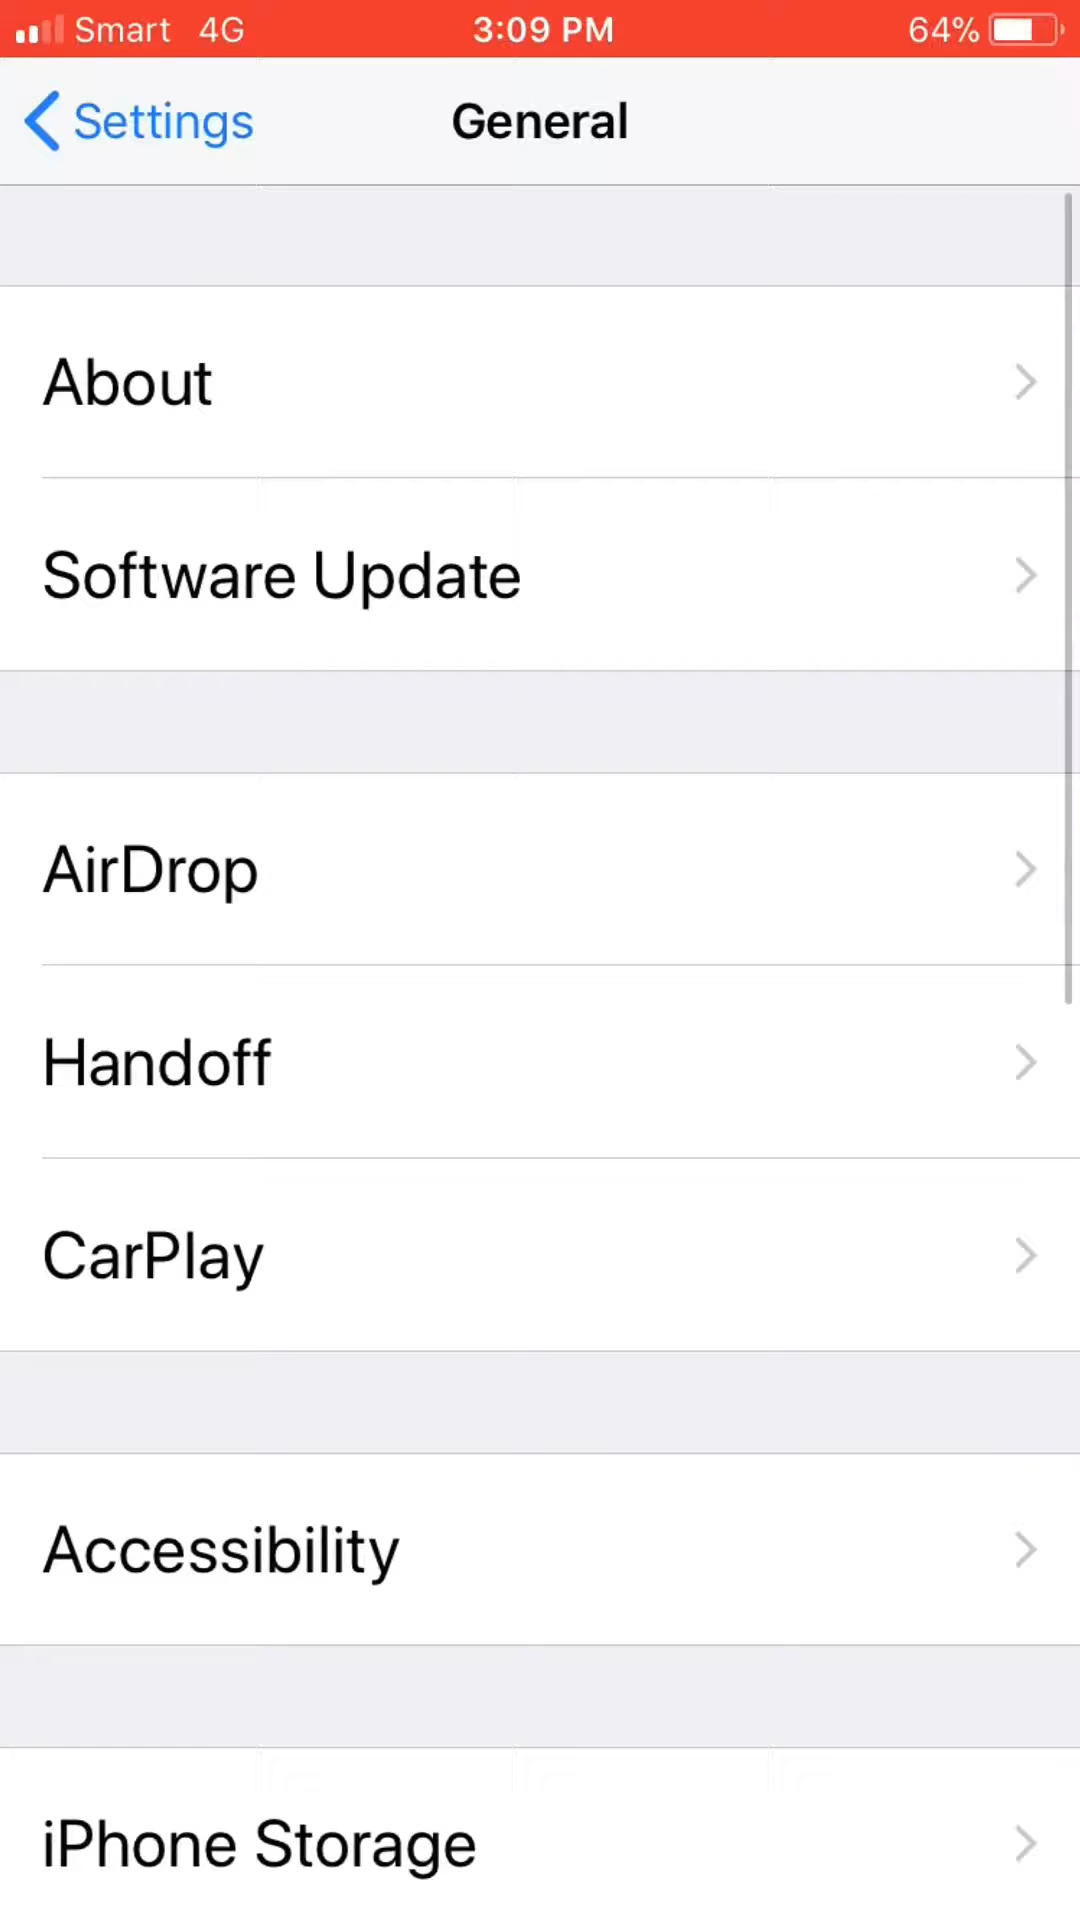 Smart 4G 3:09 PM 64%
Settings General
About
Software Update
AirDrop
Handoff
CarPlay
Accessibility
iPhone Storage